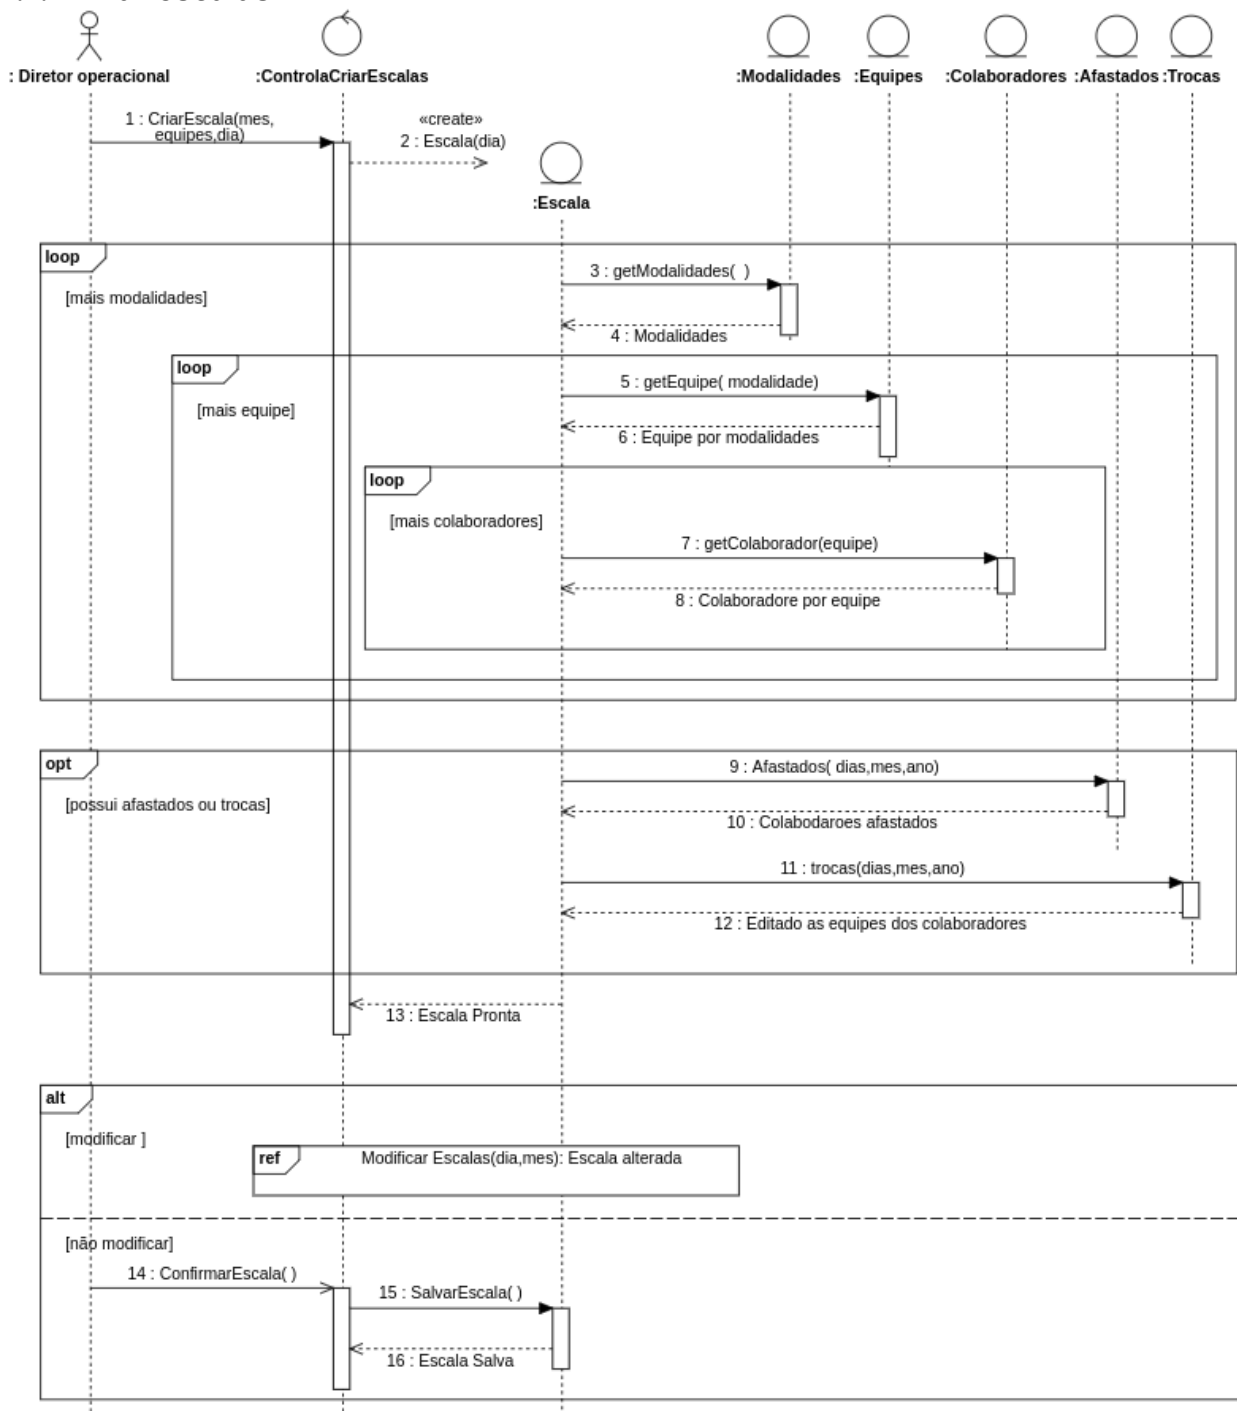 : Diretor operacional
:ControlaCriarEscalas
:Modalidades
:Equipes
:Colaboradores
:Afastados
:Trocas
1 : CriarEscala(mes,
equipes,dia)
«create»
2 : Escala(dia)
:Escala
loop
[mais modalidades]
3 : getModalidades(  )
4 : Modalidades
loop
[mais equipe]
5 : getEquipe( modalidade)
6 : Equipe por modalidades
loop
[mais colaboradores]
7 : getColaborador(equipe)
8 : Colaboradore por equipe
opt
[possui afastados ou trocas]
9 : Afastados( dias,mes,ano)
10 : Colabodaroes afastados
11 : trocas(dias,mes,ano)
12 : Editado as equipes dos colaboradores
13 : Escala Pronta
alt
[modificar ]
ref
Modificar Escalas(dia,mes): Escala alterada
[não modificar]
14 : ConfirmarEscala( )
15 : SalvarEscala( )
16 : Escala Salva